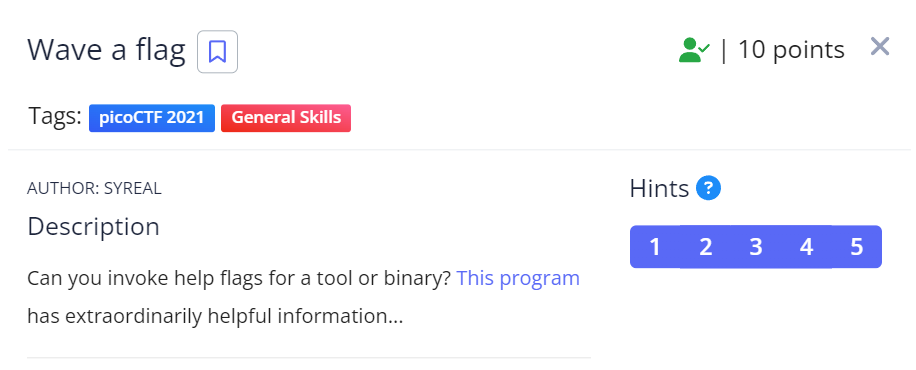 Wave a flag
| 10 points
Tags: picoCTF 2021 General Skills
AUTHOR: SYREAL
Description
Can you invoke help flags for a tool or binary? This program
has extraordinarily helpful information...
Hints ?
1 2 3 4 5